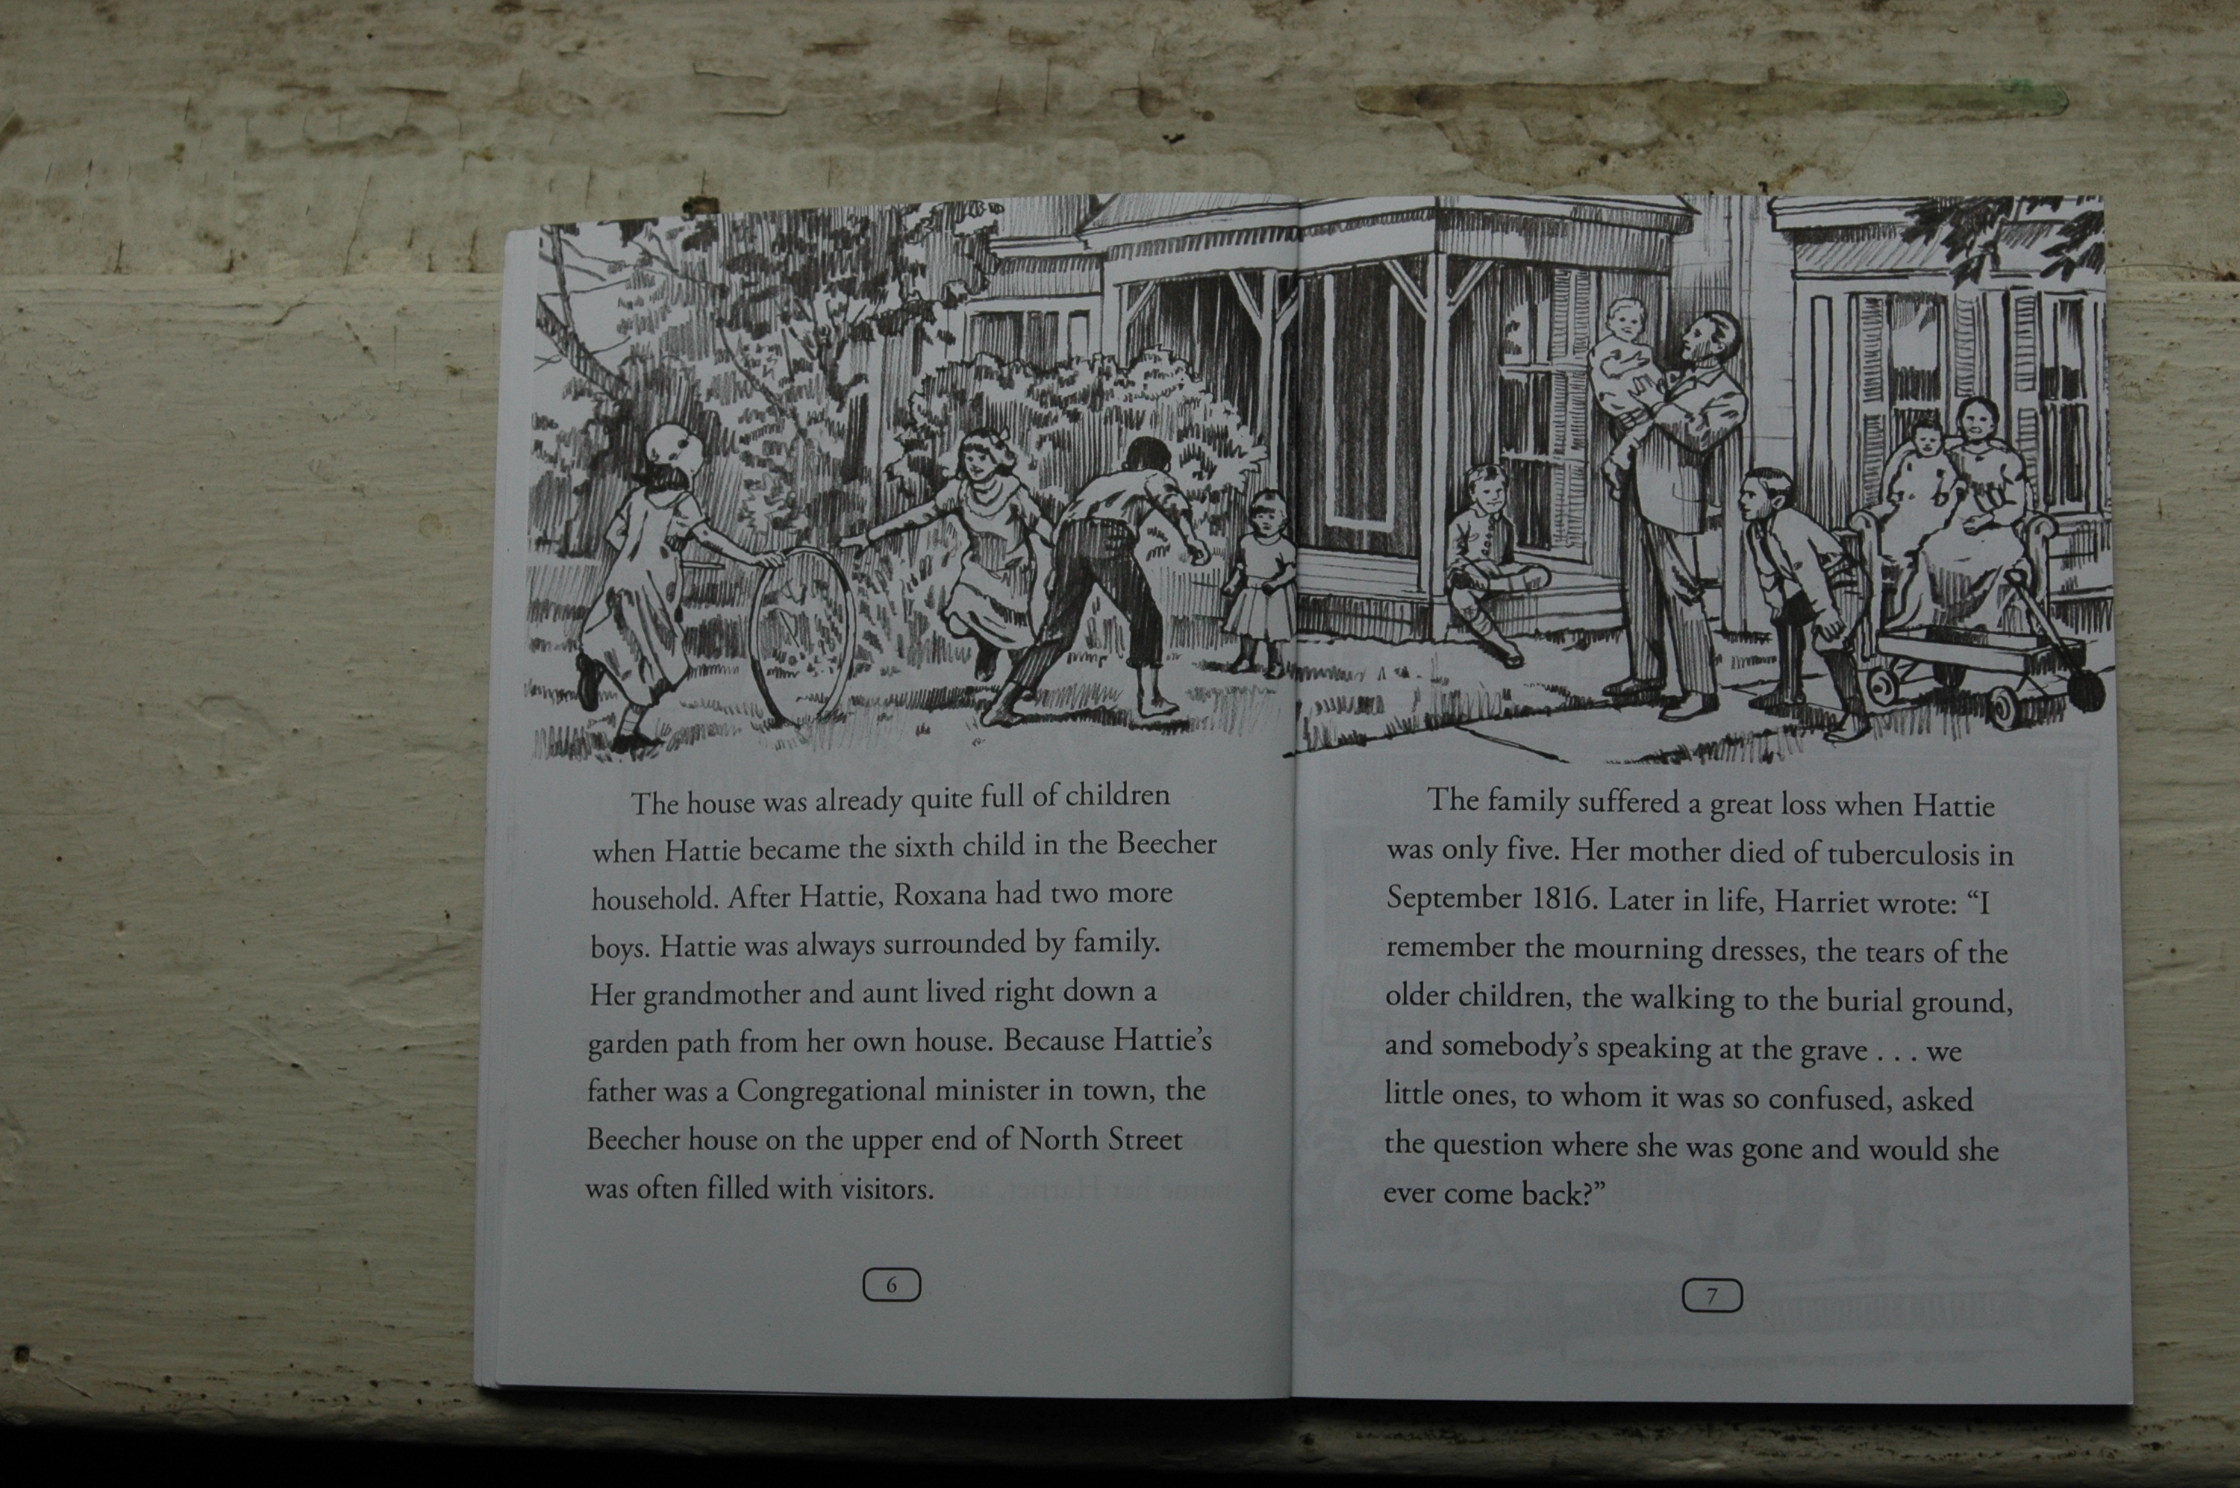 The house was already quite full of children
when Hattie became the sixth child in the Beecher
household. After Hattie, Roxana had two more
boys. Hattie was always surrounded by family.
Her grandmother and aunt lived right down a
garden path from her own house. Because Hattie’s
father was a Congregational minister in town, the
Beecher house on the upper end of North Street
was often filled with visitors.
6
The family suffered a great loss when Hattie
was only five. Her mother died of tuberculosis in
September 1816. Later in life, Harriet wrote: “I
remember the mourning dresses, the tears of the
older children, the walking to the burial ground,
and somebody’s speaking at the grave . . . we
little ones, to whom it was so confused, asked
the question where she was gone and would she
ever come back?”
7